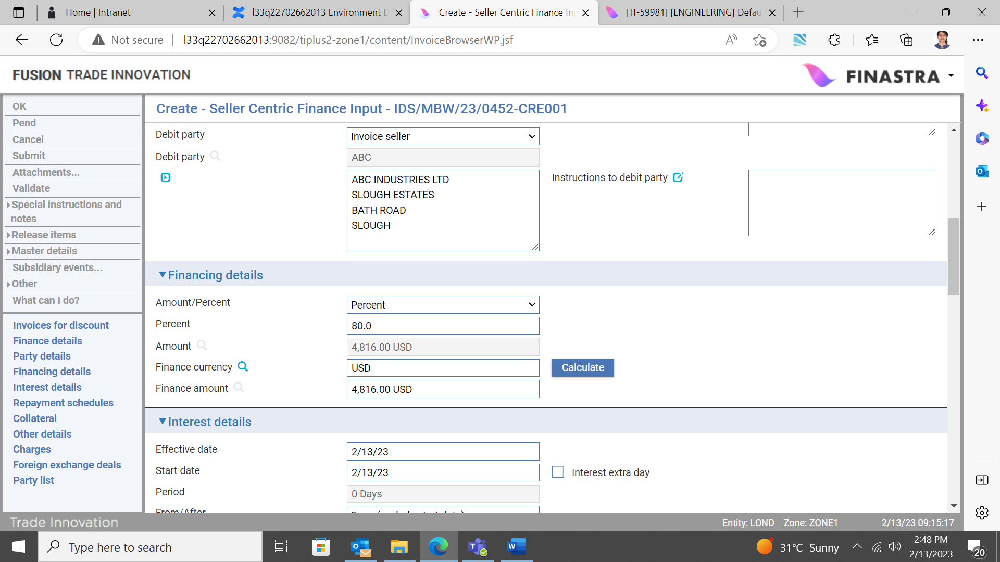 Home | Intranet
l33q22702662013 Environment D
Create - Seller Centric Finance In
[TI-59981] [ENGINEERING] Defau
Not secure
l33q22702662013:9082/tiplus2-zone1/content/InvoiceBrowserWP.jsf
FUSION TRADE INNOVATION
FINASTRA
OK
Pend
Cancel
Submit
Attachments...
Validate
Special instructions and
notes
Release items
Master details
Subsidiary events...
Other
What can I do?
Invoices for discount
Finance details
Party details
Financing details
Interest details
Repayment schedules
Collateral
Other details
Charges
Foreign exchange deals
Party list
Create - Seller Centric Finance Input - IDS/MBW/23/0452-CRE001
Debit party
Invoice seller
Debit party
ABC
ABC INDUSTRIES LTD
SLOUGH ESTATES
BATH ROAD
SLOUGH
Instructions to debit party
Financing details
Amount/Percent
Percent
Percent
80.0
Amount
4,816.00 USD
Finance currency
USD
Calculate
Finance amount
4,816.00 USD
Interest details
Effective date
2/13/23
Start date
2/13/23
Interest extra day
Period
0 Days
From/After
Trade Innovation
Entity: LOND
Zone: ZONE1
2/13/23 09:15:17
Type here to search
31°C Sunny
2:48 PM
2/13/2023
20